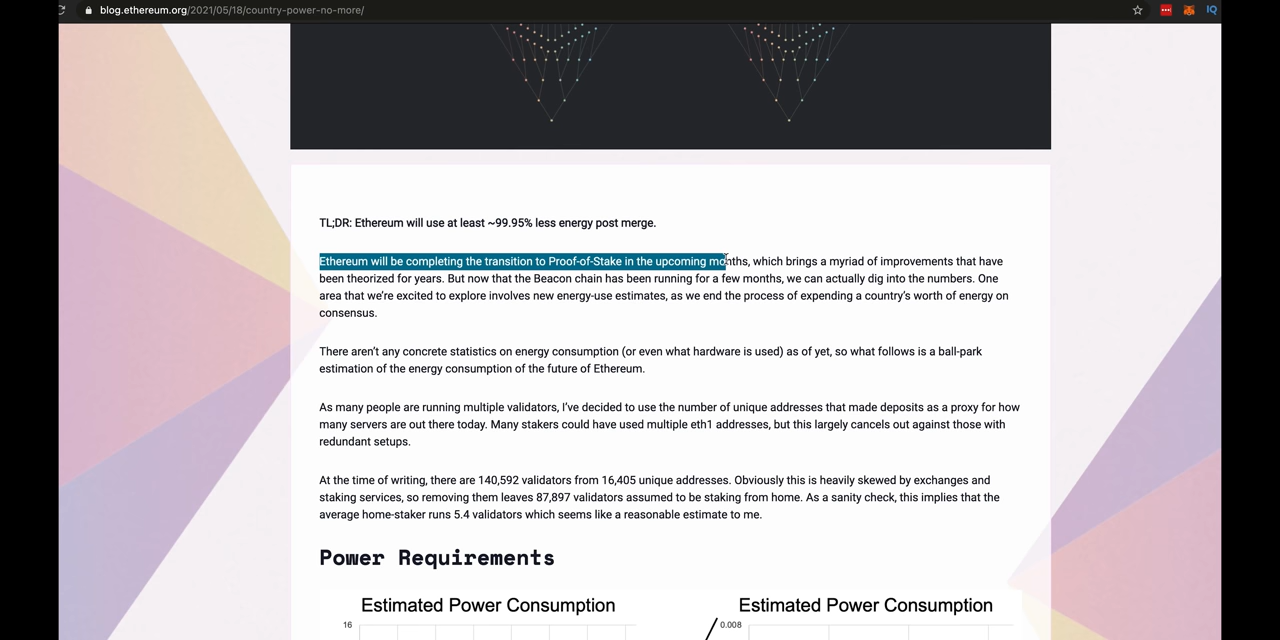 blog.ethereum.org/2021/05/18/country-power-no-more/
IQ
TL;DR: Ethereum will use at least ~99.95% less energy post merge.
Ethereum will be completing the transition to Proof-of-Stake in the upcoming months, which brings a myriad of improvements that have
been theorized for years. But now that the Beacon chain has been running for a few months, we can actually dig into the numbers. One
area that we’re excited to explore involves new energy-use estimates, as we end the process of expending a country’s worth of energy on
consensus.
There aren’t any concrete statistics on energy consumption (or even what hardware is used) as of yet, so what follows is a ball-park
estimation of the energy consumption of the future of Ethereum.
As many people are running multiple validators, I’ve decided to use the number of unique addresses that made deposits as a proxy for how
many servers are out there today. Many stakers could have used multiple eth1 addresses, but this largely cancels out against those with
redundant setups.
At the time of writing, there are 140,592 validators from 16,405 unique addresses. Obviously this is heavily skewed by exchanges and
staking services, so removing them leaves 87,897 validators assumed to be staking from home. As a sanity check, this implies that the
average home-staker runs 5.4 validators which seems like a reasonable estimate to me.
Power Requirements
Estimated Power Consumption
Estimated Power Consumption
16
0.008